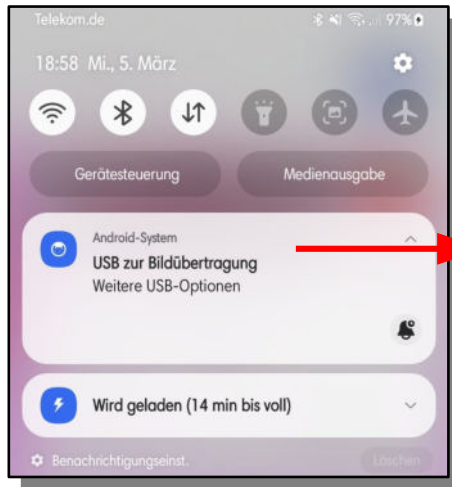 Telekom.de 97%
18:58 Mi., 5. März
Gerätesteuerung Medienausgabe
Android-System
USB zur Bildübertragung
Weitere USB-Optionen
Wird geladen (14 min bis voll)
Benachrichtigungseinst. Löschen